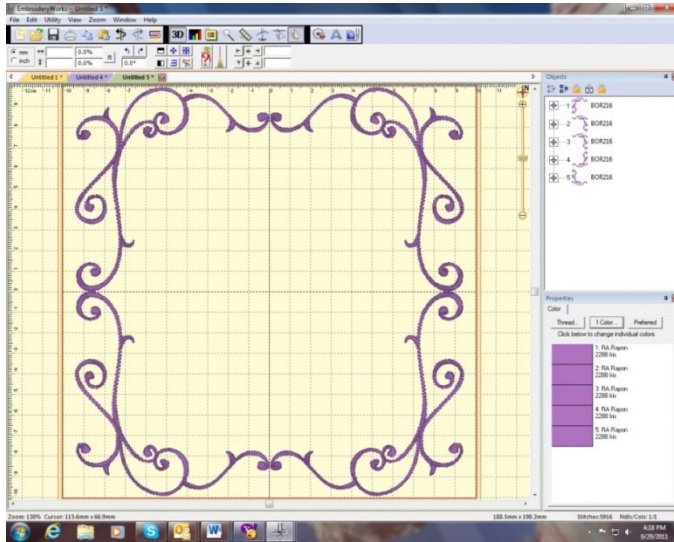 EmbroideryWorks - Untitled 5 *
File Edit Utility View Zoom Window Help
3D
mm 0.0%
inch 0.0% 0.0°
Untitled 1 * Untitled 4 * Untitled 5 *
N
Objects
1 BOR216
2 BOR216
3 BOR216
4 BOR216
5 BOR216
Properties
Color
Thread... 1 Color... Preferred
Click below to change individual colors.
1: RA Rayon
2288 Iris
2: RA Rayon
2288 Iris
3: RA Rayon
2288 Iris
4: RA Rayon
2288 Iris
5: RA Rayon
2288 Iris
Zoom: 138% Cursor: 115.6mm x 66.9mm 188.5mm x 198.3mm Stitches:5916 Ndls/Cols: 1/1
4:18 PM
9/29/2011